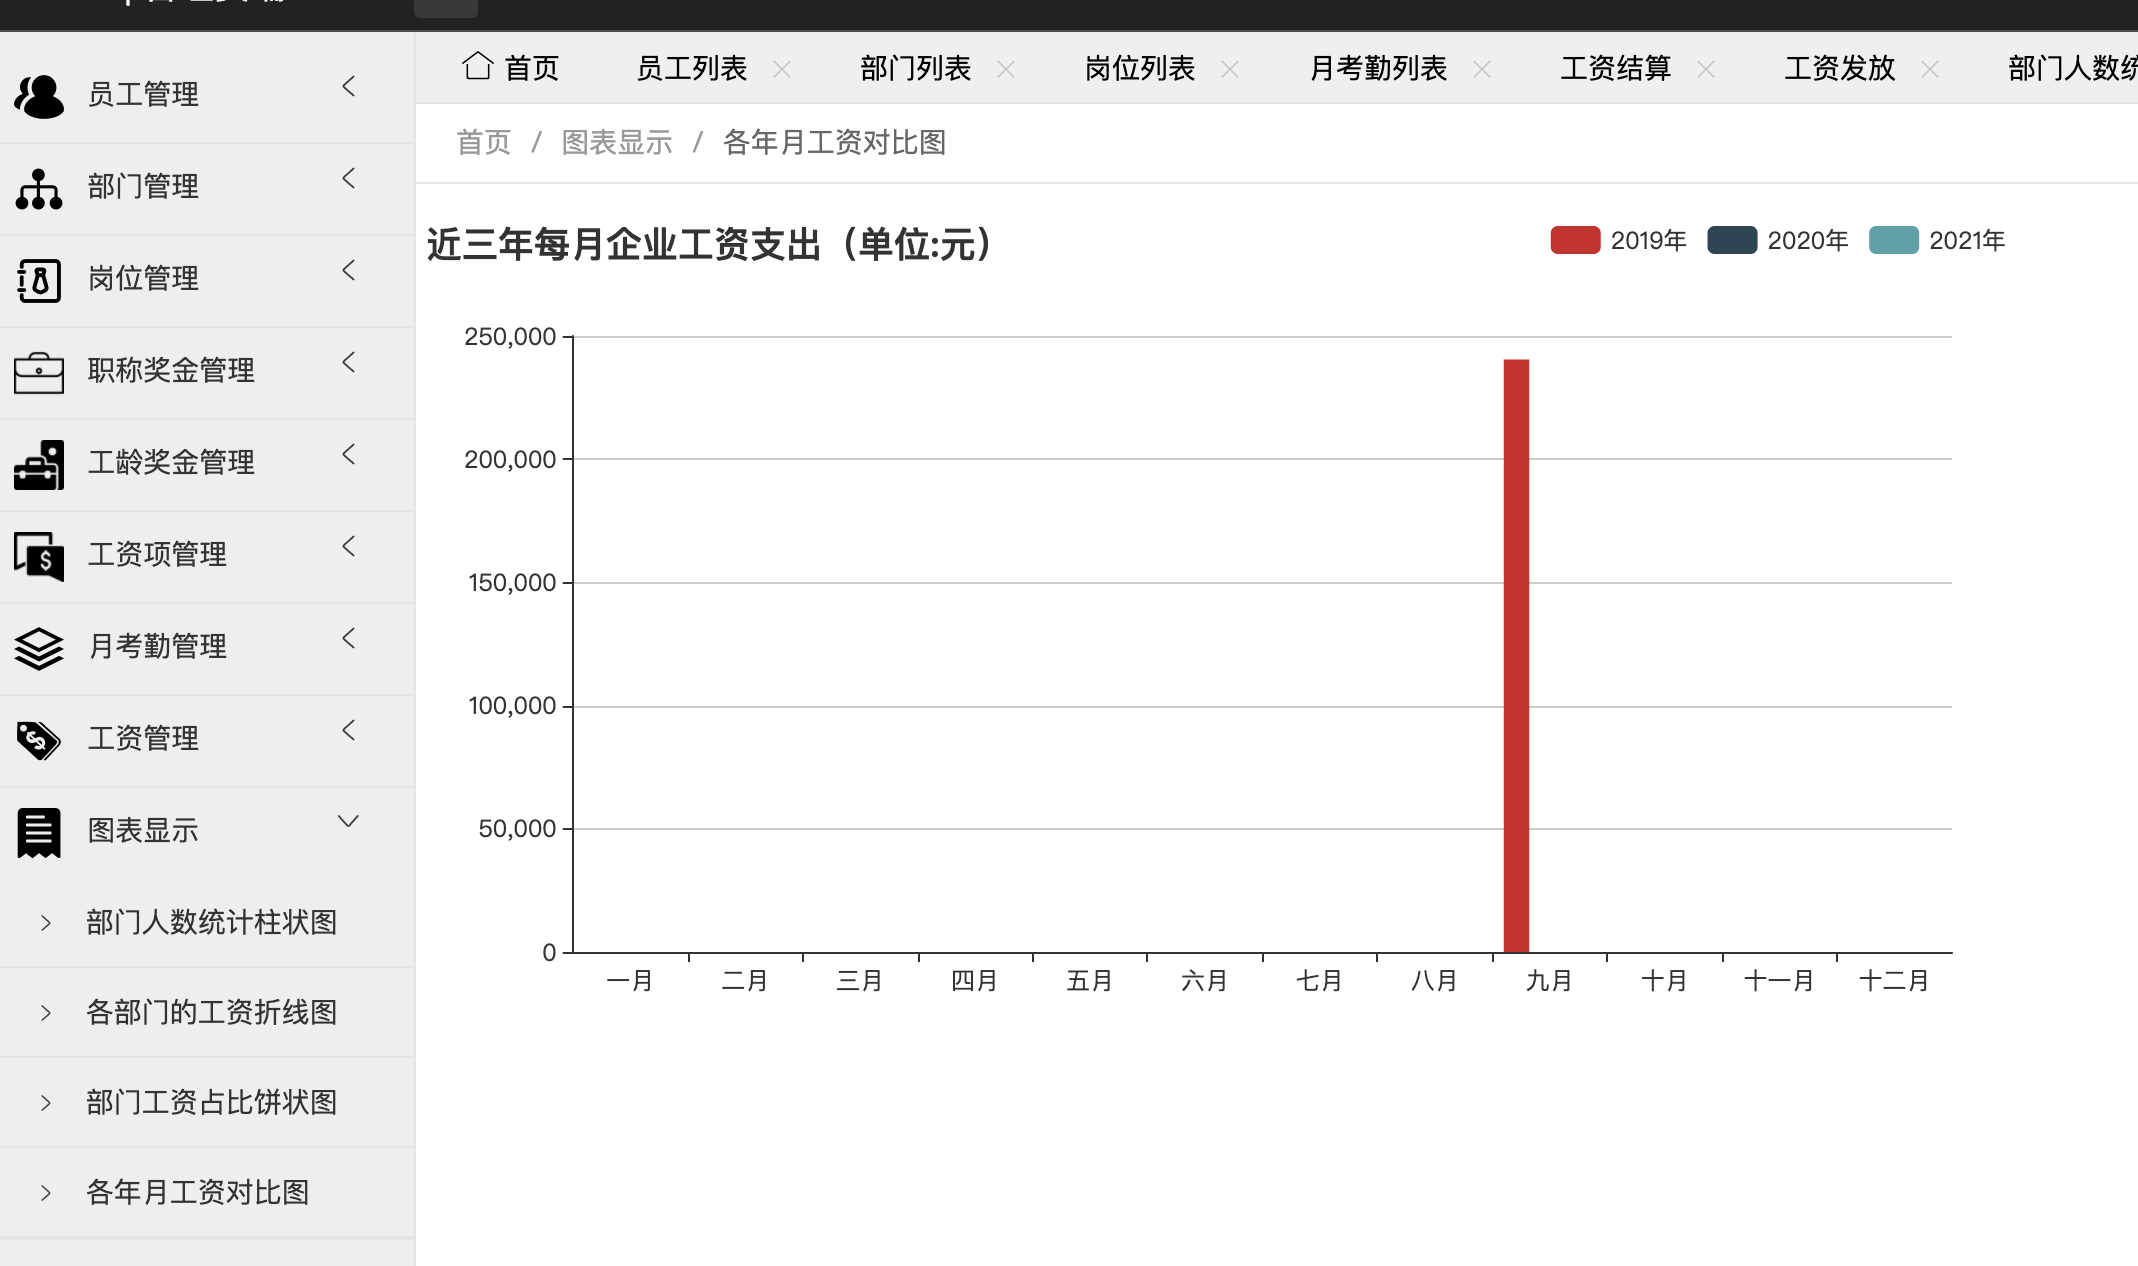 首页 员工列表 部门列表 岗位列表 月考勤列表 工资结算 工资发放 部门人数统
员工管理
部门管理
岗位管理
职称奖金管理
工龄奖金管理
工资项管理
月考勤管理
工资管理
图表显示
部门人数统计柱状图
各部门的工资折线图
部门工资占比饼状图
各年月工资对比图
首页 / 图表显示 / 各年月工资对比图
近三年每月企业工资支出（单位:元）
2019年 2020年 2021年
250,000
200,000
150,000
100,000
50,000
0
一月 二月 三月 四月 五月 六月 七月 八月 九月 十月 十一月 十二月